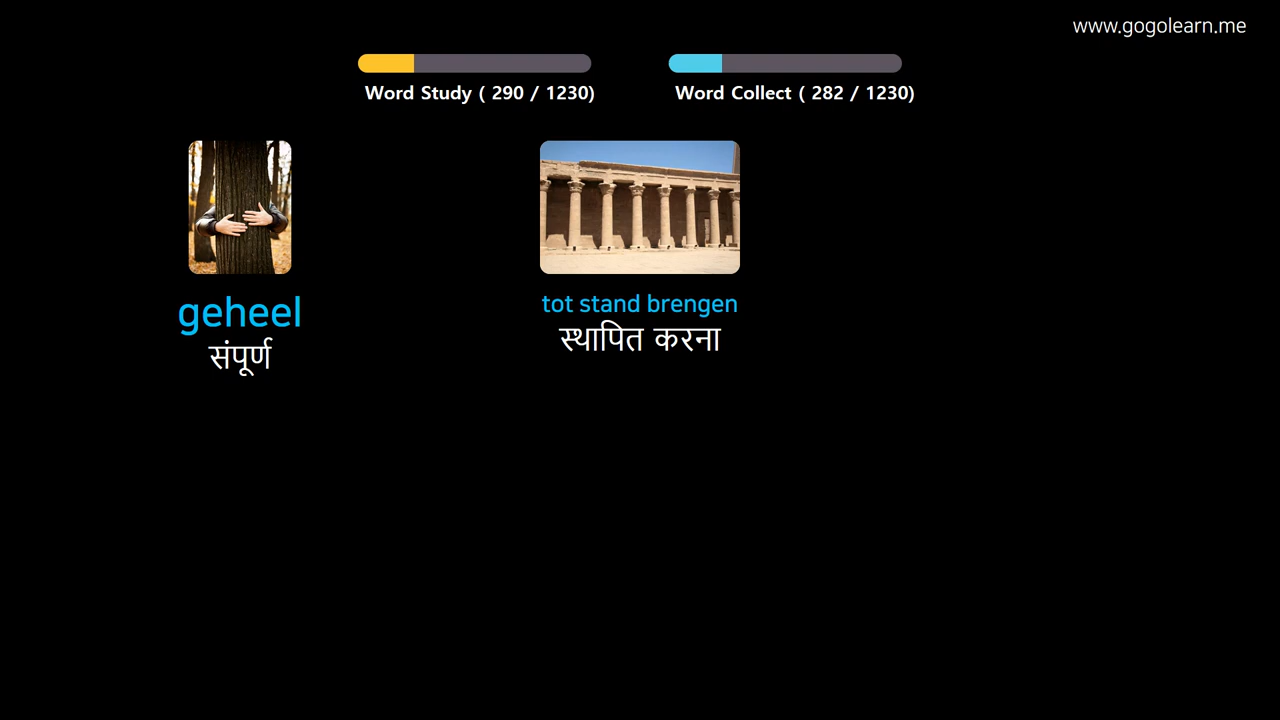 www.gogolearn.me
Word Study ( 290 / 1230)
Word Collect ( 282 / 1230)
geheel
संपूर्ण
tot stand brengen
स्थापित करना